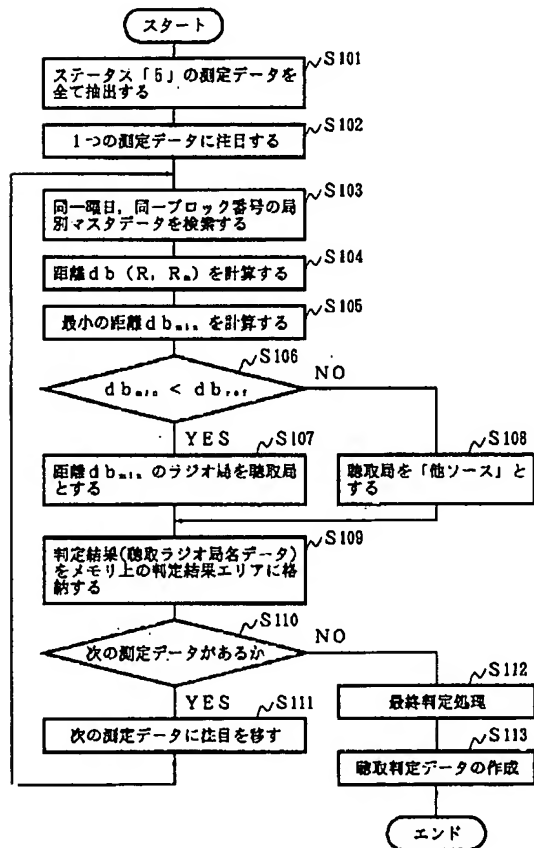 スタート
S101
ステータス「5」の測定データを
全て抽出する
S102
1つの測定データに注目する
S103
同一曜日，同一ブロック番号の局
別マスタデータを検索する
S104
距離db（R，Rm）を計算する
S105
最小の距離dbminを計算する
S106
dbmin＜dbref
NO
YES
S107
距離dbminのラジオ局を聴取局
とする
S108
聴取局を「他ソース」と
する
S109
判定結果(聴取ラジオ局名データ)
をメモリ上の判定結果エリアに格
納する
S110
次の測定データがあるか
NO
YES
S111
次の測定データに注目を移す
S112
最終判定処理
S113
聴取判定データの作成
エンド